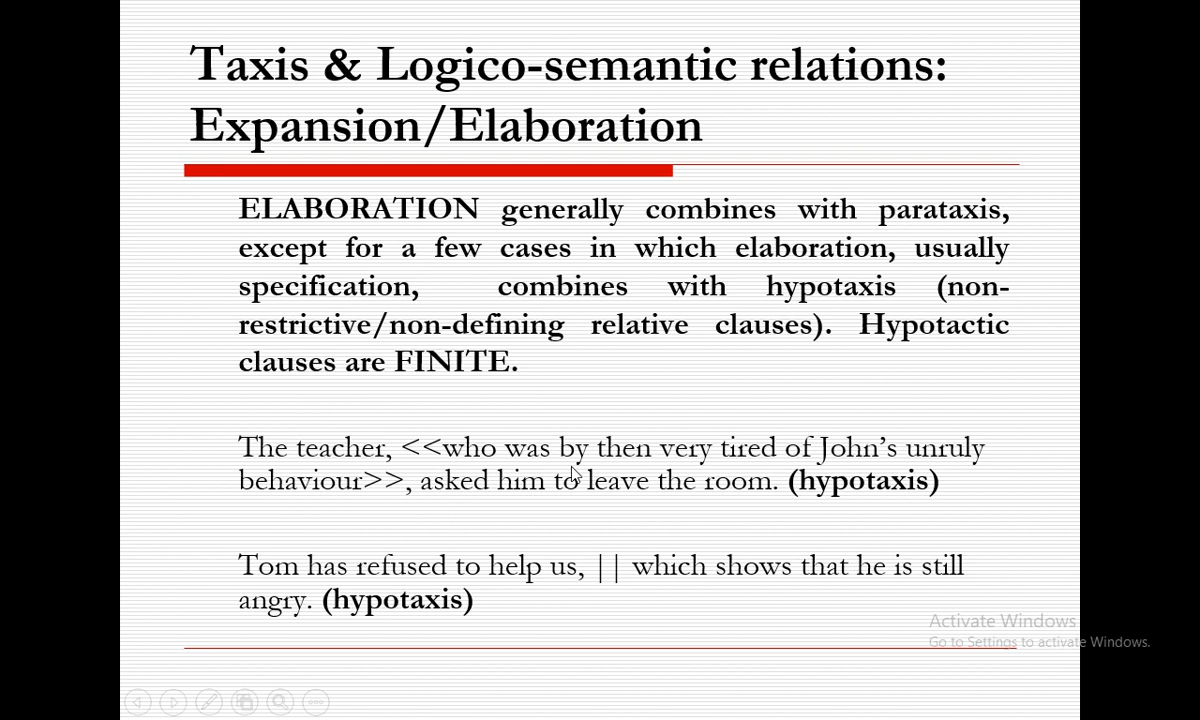 Taxis & Logico-semantic relations:
Expansion/Elaboration
ELABORATION generally combines with parataxis,
except for a few cases in which elaboration, usually
specification, combines with hypotaxis (non-
restrictive/non-defining relative clauses). Hypotactic
clauses are FINITE.
The teacher, <<who was by then very tired of John’s unruly
behaviour>>, asked him to leave the room. (hypotaxis)
Tom has refused to help us, || which shows that he is still
angry. (hypotaxis)
Activate Windows
Go to Settings to activate Windows.